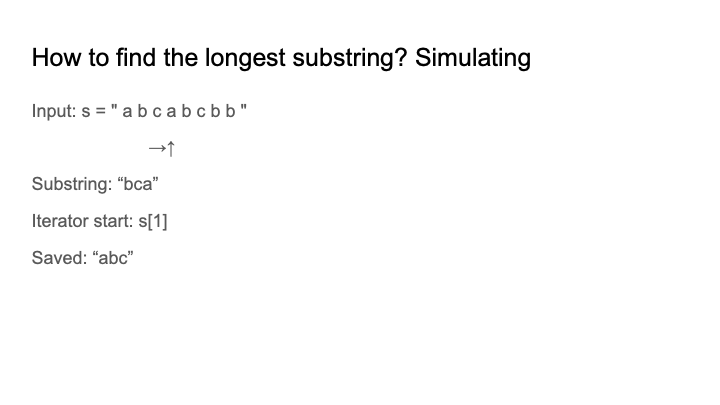 How to find the longest substring? Simulating
Input: s = " a b c a b c b b "
→↑
Substring: “bca”
Iterator start: s[1]
Saved: “abc”